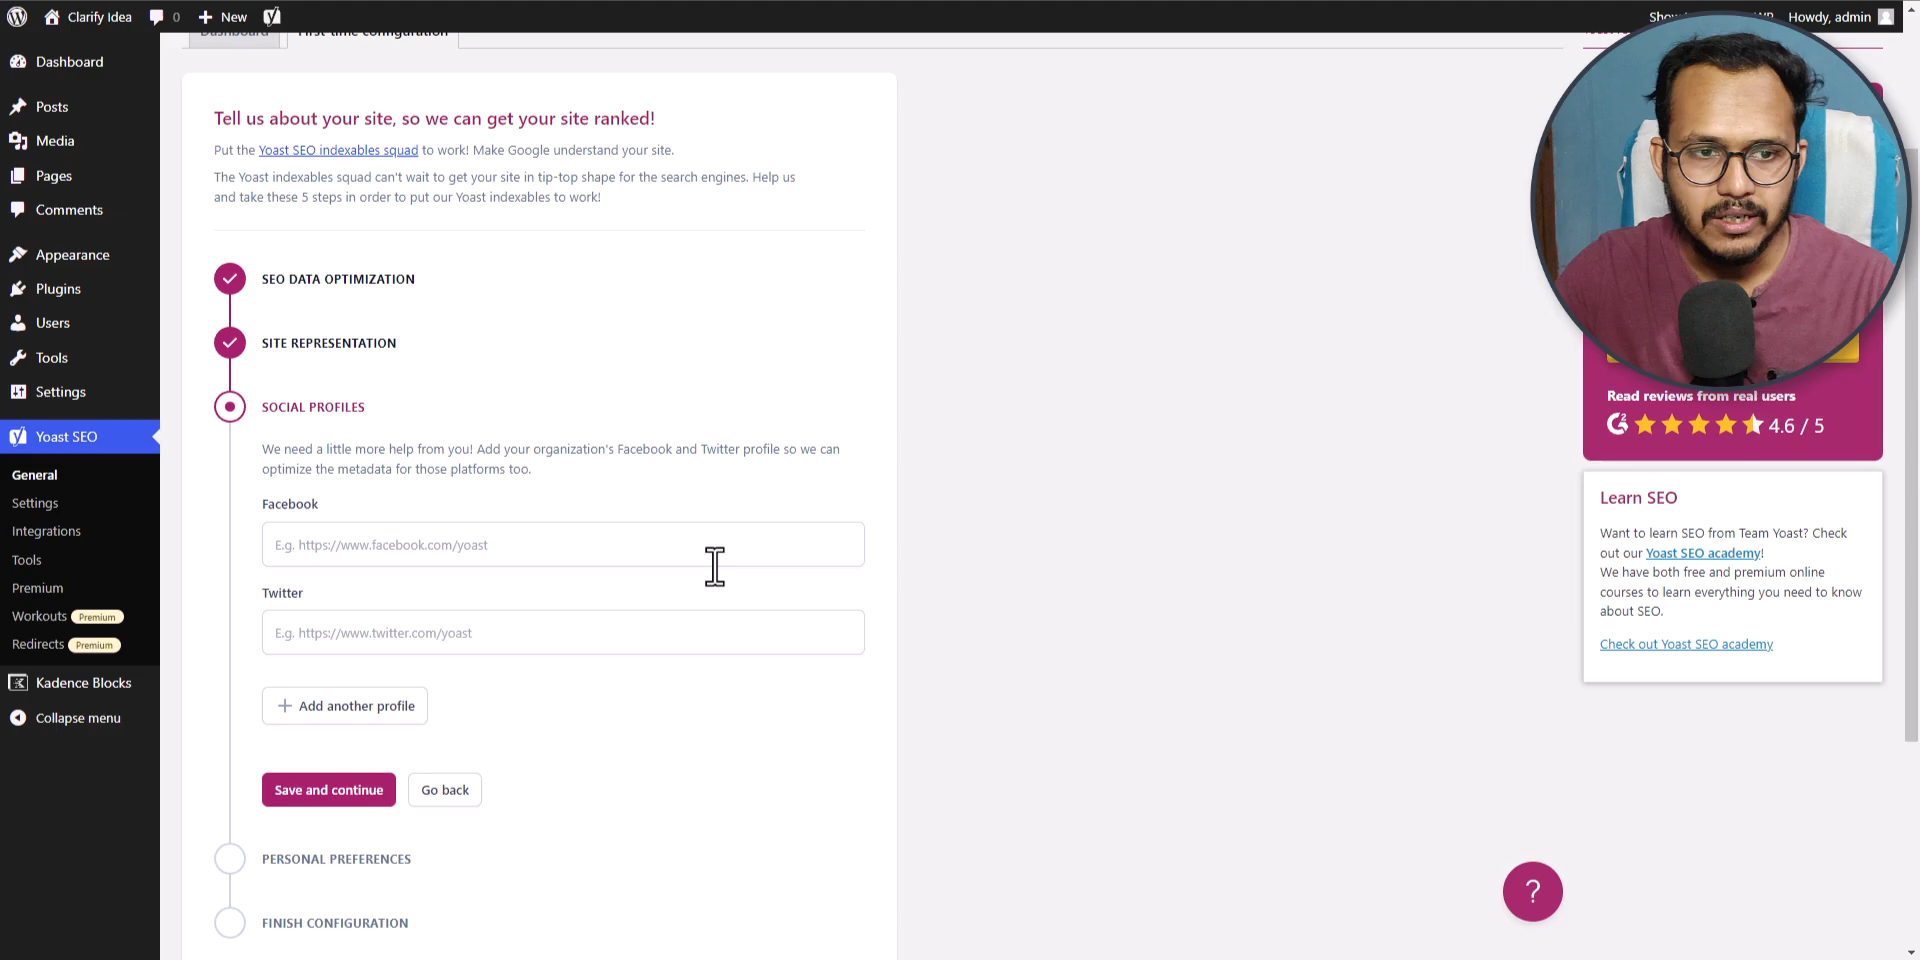 Clarify Idea
0
New
Howdy, admin
Dashboard
First-time configuration
Dashboard
Posts
Media
Pages
Comments
Appearance
Plugins
Users
Tools
Settings
Yoast SEO
General
Settings
Integrations
Tools
Premium
Workouts Premium
Redirects Premium
Kadence Blocks
Collapse menu
Tell us about your site, so we can get your site ranked!
Put the Yoast SEO indexables squad to work! Make Google understand your site.
The Yoast indexables squad can't wait to get your site in tip-top shape for the search engines. Help us
and take these 5 steps in order to put our Yoast indexables to work!
SEO DATA OPTIMIZATION
SITE REPRESENTATION
SOCIAL PROFILES
We need a little more help from you! Add your organization's Facebook and Twitter profile so we can
optimize the metadata for those platforms too.
Facebook
E.g. https://www.facebook.com/yoast
Twitter
E.g. https://www.twitter.com/yoast
+ Add another profile
Save and continue
Go back
PERSONAL PREFERENCES
FINISH CONFIGURATION
Read reviews from real users
4.6 / 5
Learn SEO
Want to learn SEO from Team Yoast? Check
out our Yoast SEO academy!
We have both free and premium online
courses to learn everything you need to know
about SEO.
Check out Yoast SEO academy
?